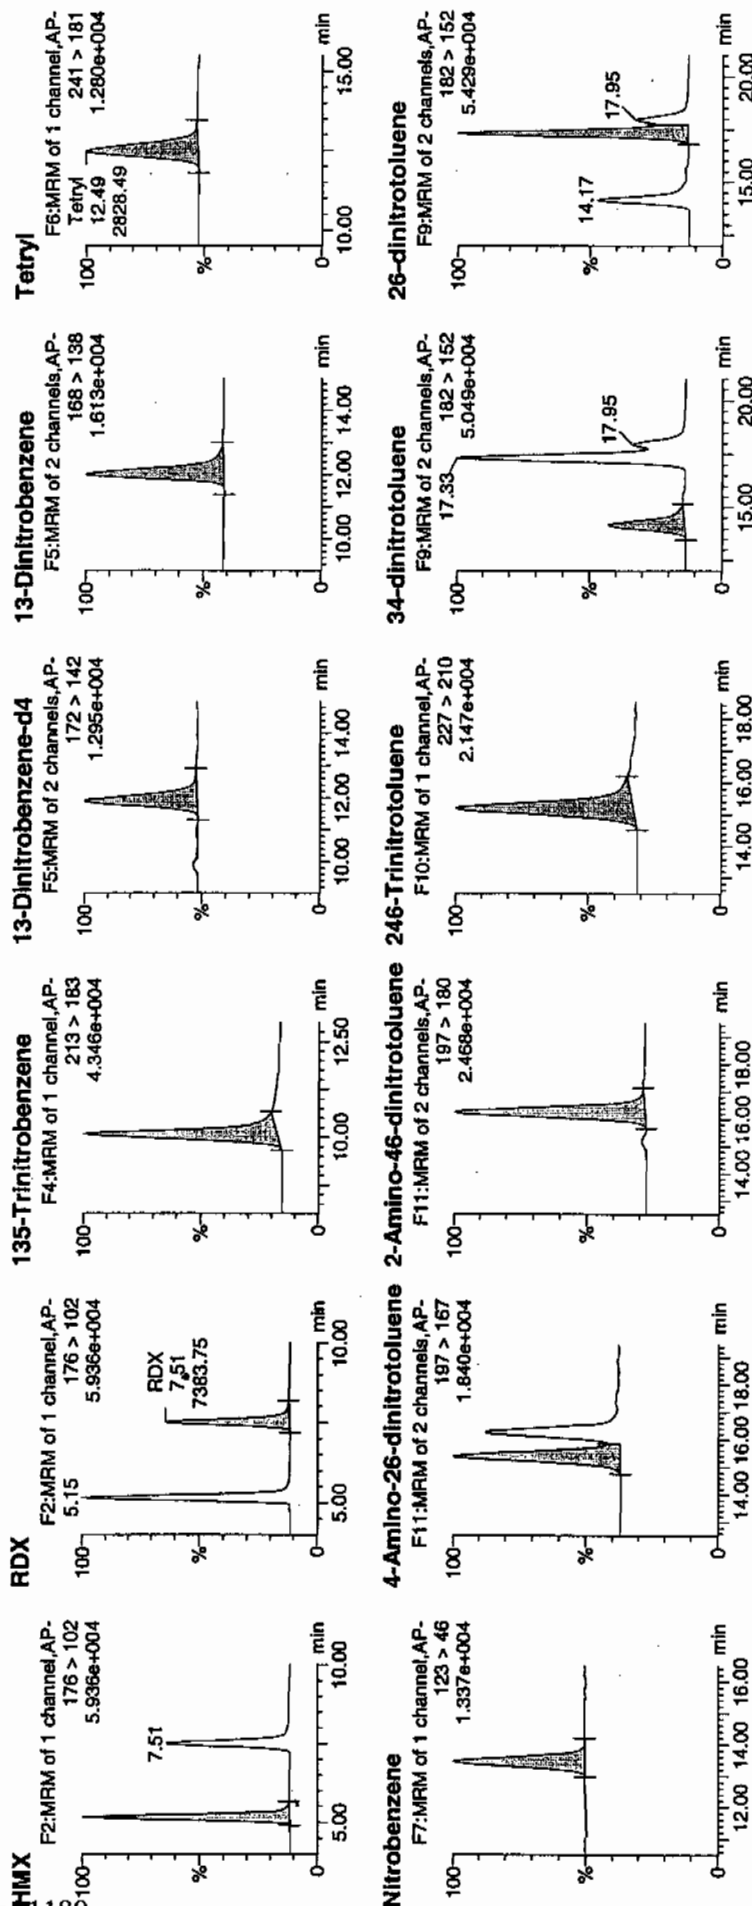 HMX
F2:MRM of 1 channel,AP-
176 > 102
5.936e+004
100
7.51
%
0
5.00
10.00
min
RDX
F2:MRM of 1 channel,AP-
176 > 102
5.936e+004
100
5.15
RDX
7.51
7383.75
%
0
5.00
10.00
min
135-Trinitrobenzene
F4:MRM of 1 channel,AP-
213 > 183
4.346e+004
100
%
0
10.00
12.50
min
13-Dinitrobenzene-d4
F5:MRM of 2 channels,AP-
172 > 142
1.295e+004
100
%
0
10.00
12.00
14.00
min
13-Dinitrobenzene
F5:MRM of 2 channels,AP-
168 > 138
1.613e+004
100
%
0
10.00
12.00
14.00
min
Tetryl
F6:MRM of 1 channel,AP-
241 > 181
1.280e+004
100
Tetryl
12.49
2828.49
%
0
10.00
15.00
min
Nitrobenzene
F7:MRM of 1 channel,AP-
123 > 46
1.337e+004
100
%
0
12.00
14.00
16.00
min
4-Amino-26-dinitrotoluene
F11:MRM of 2 channels,AP-
197 > 167
1.840e+004
100
%
0
14.00
16.00
18.00
min
2-Amino-46-dinitrotoluene
F11:MRM of 2 channels,AP-
197 > 180
2.468e+004
100
%
0
14.00
16.00
18.00
min
246-Trinitrotoluene
F10:MRM of 1 channel,AP-
227 > 210
2.147e+004
100
%
0
14.00
16.00
18.00
min
34-dinitrotoluene
F9:MRM of 2 channels,AP-
182 > 152
5.049e+004
100
17.33
17.95
%
0
15.00
20.00
min
26-dinitrotoluene
F9:MRM of 2 channels,AP-
182 > 152
5.429e+004
100
14.17
17.95
%
0
15.00
20.00
min